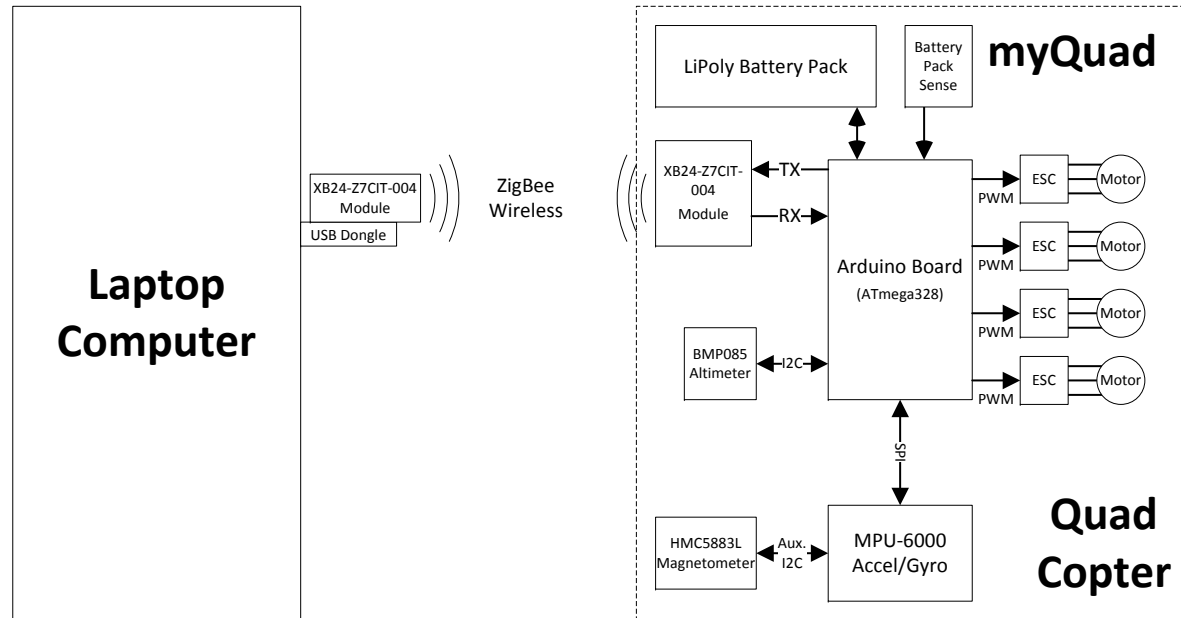 Laptop
Computer
XB24-Z7CIT-004
Module
USB Dongle
ZigBee
Wireless
myQuad
LiPoly Battery Pack
Battery
Pack
Sense
XB24-Z7CIT-
004
Module
TX
RX
Arduino Board
(ATmega328)
PWM
ESC
Motor
PWM
ESC
Motor
PWM
ESC
Motor
PWM
ESC
Motor
BMP085
Altimeter
I2C
SPI
HMC5883L
Magnetometer
Aux.
I2C
MPU-6000
Accel/Gyro
Quad
Copter